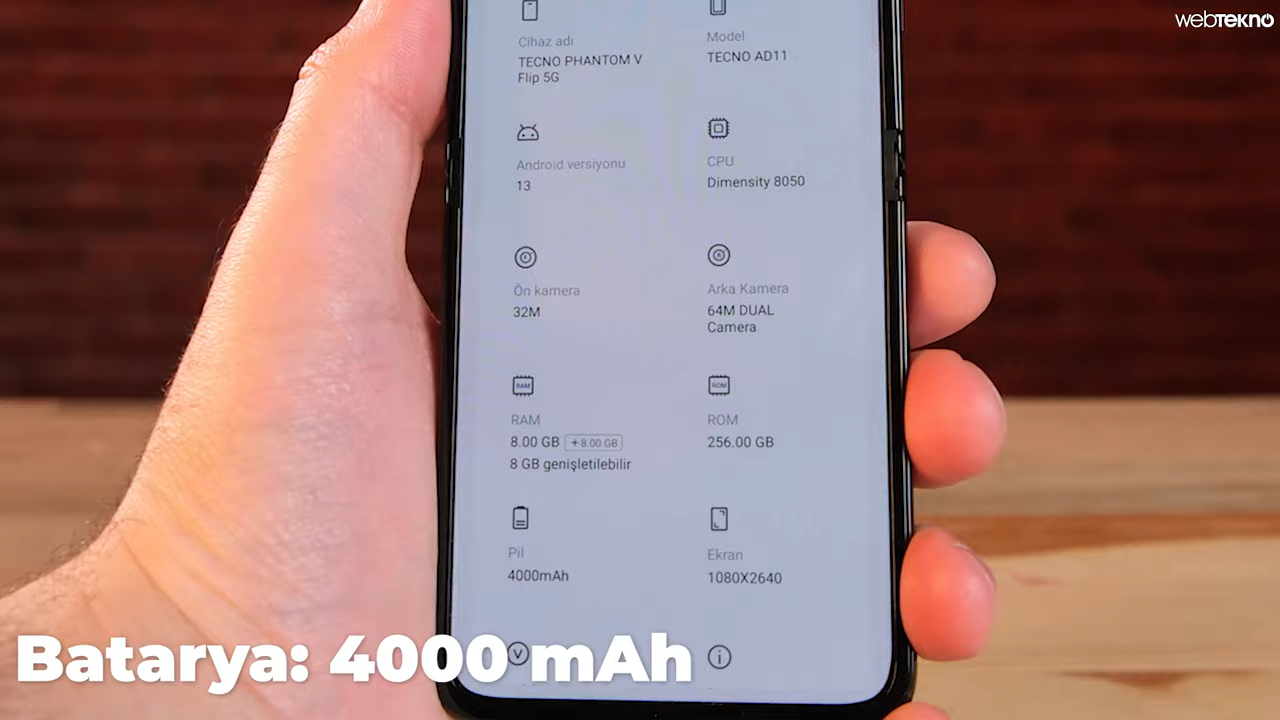 webTEKNO
Cihaz adı
TECNO PHANTOM V
Flip 5G
Model
TECNO AD11
Android versiyonu
13
CPU
Dimensity 8050
Ön kamera
32M
Arka Kamera
64M DUAL
Camera
RAM
RAM
8.00 GB +8.00 GB
8 GB genişletilebilir
ROM
ROM
256.00 GB
Pil
4000mAh
Ekran
1080X2640
Batarya: 4000 mAh
V